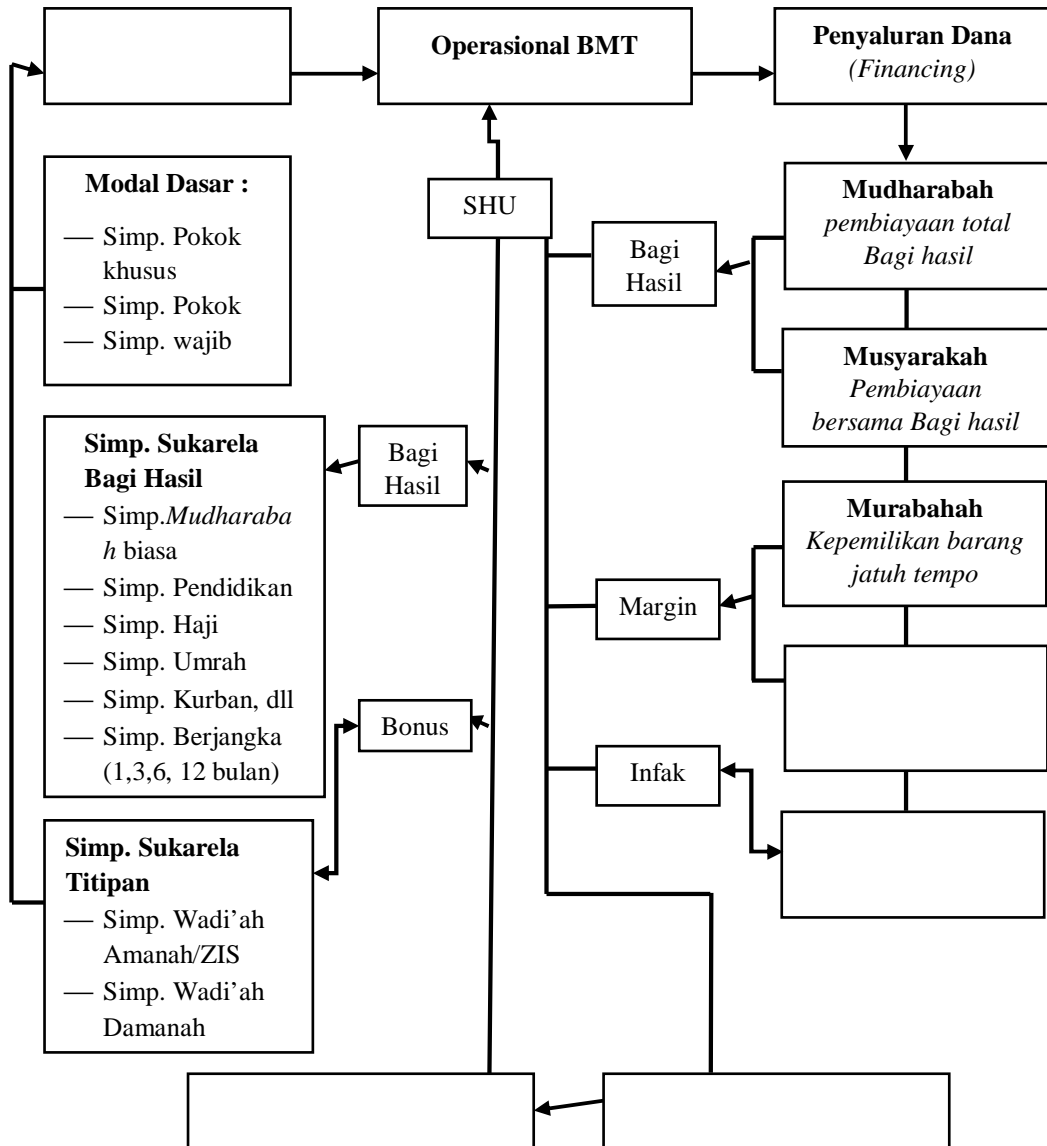 Operasional BMT
Penyaluran Dana
(Financing)
Modal Dasar :
— Simp. Pokok
khusus
— Simp. Pokok
— Simp. wajib
SHU
Bagi
Hasil
Mudharabah
pembiayaan total
Bagi hasil
Musyarakah
Pembiayaan
bersama Bagi hasil
Simp. Sukarela
Bagi Hasil
— Simp.Mudharaba
h biasa
— Simp. Pendidikan
— Simp. Haji
— Simp. Umrah
— Simp. Kurban, dll
— Simp. Berjangka
(1,3,6, 12 bulan)
Bagi
Hasil
Murabahah
Kepemilikan barang
jatuh tempo
Margin
Bonus
Infak
Simp. Sukarela
Titipan
— Simp. Wadi’ah
Amanah/ZIS
— Simp. Wadi’ah
Damanah